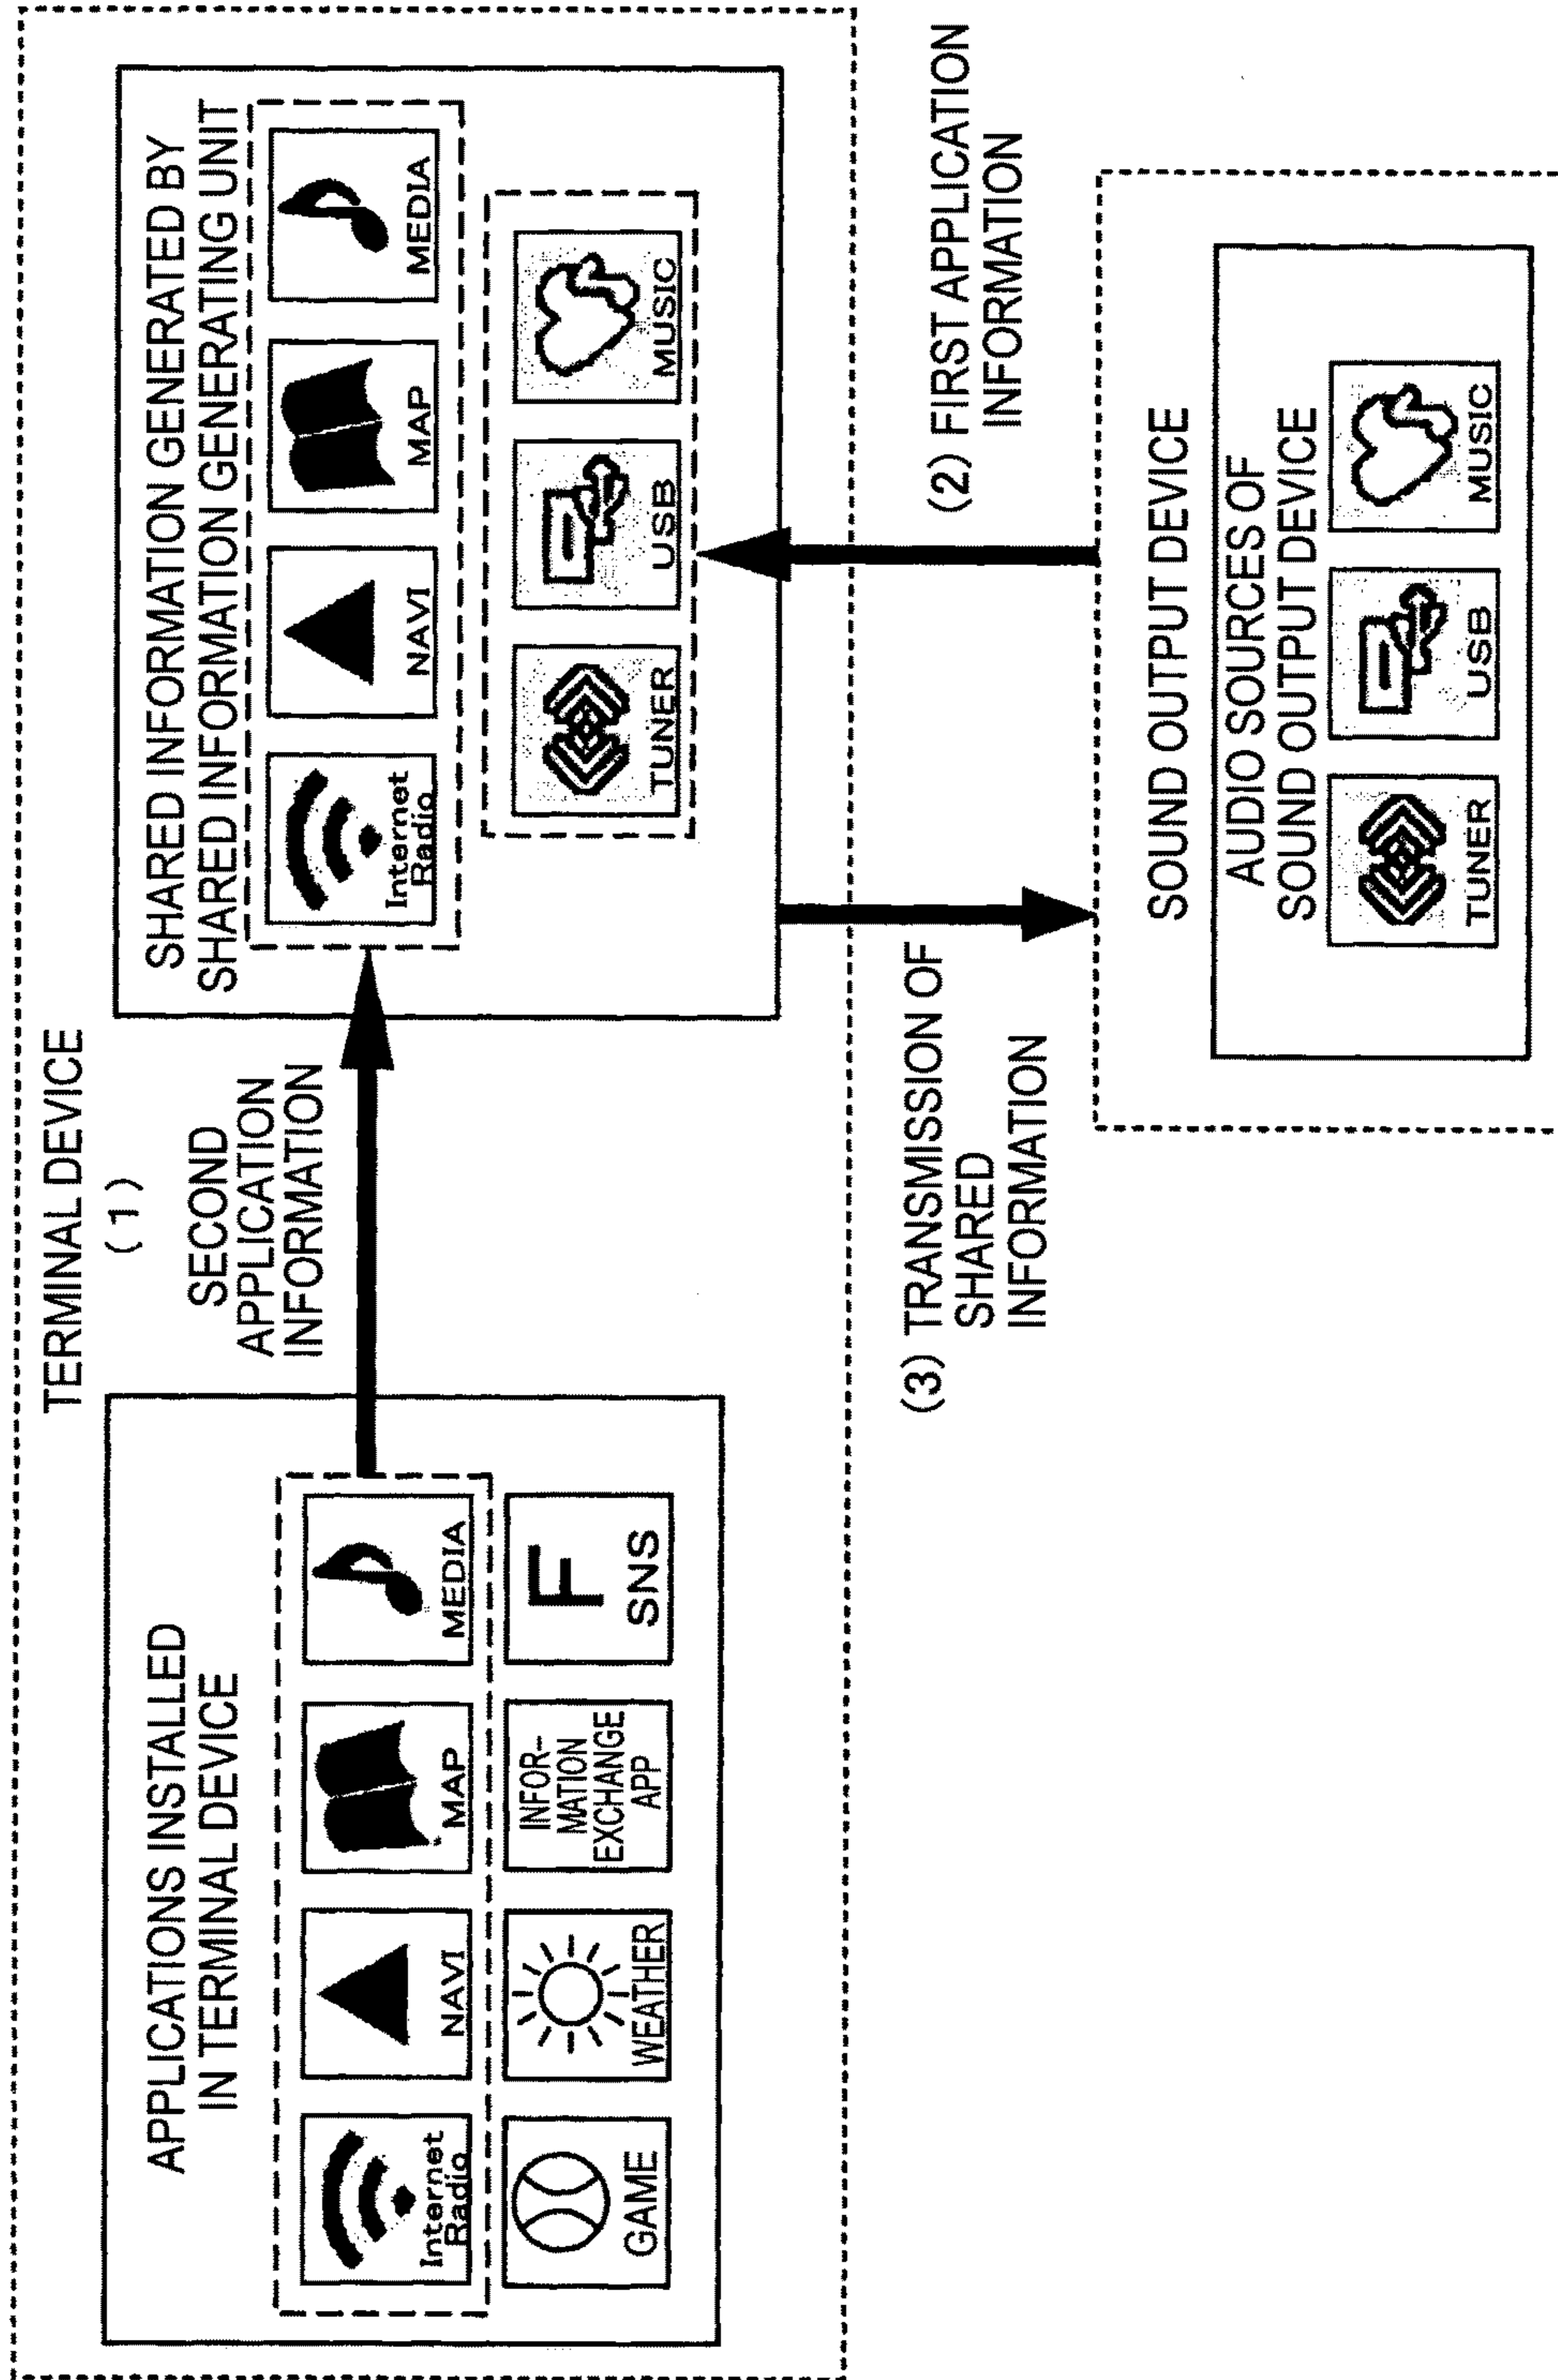 TERMINAL DEVICE
APPLICATIONS INSTALLED
IN TERMINAL DEVICE
Internet
Radio
NAVI
MAP
MEDIA
GAME
WEATHER
INFOR-
MATION
EXCHANGE
APP
F
SNS
(1)
SECOND
APPLICATION
INFORMATION
SHARED INFORMATION GENERATED BY
SHARED INFORMATION GENERATING UNIT
Internet
Radio
NAVI
MAP
MEDIA
TUNER
USB
MUSIC
(3) TRANSMISSION OF
SHARED
INFORMATION
(2) FIRST APPLICATION
INFORMATION
SOUND OUTPUT DEVICE
AUDIO SOURCES OF
SOUND OUTPUT DEVICE
TUNER
USB
MUSIC